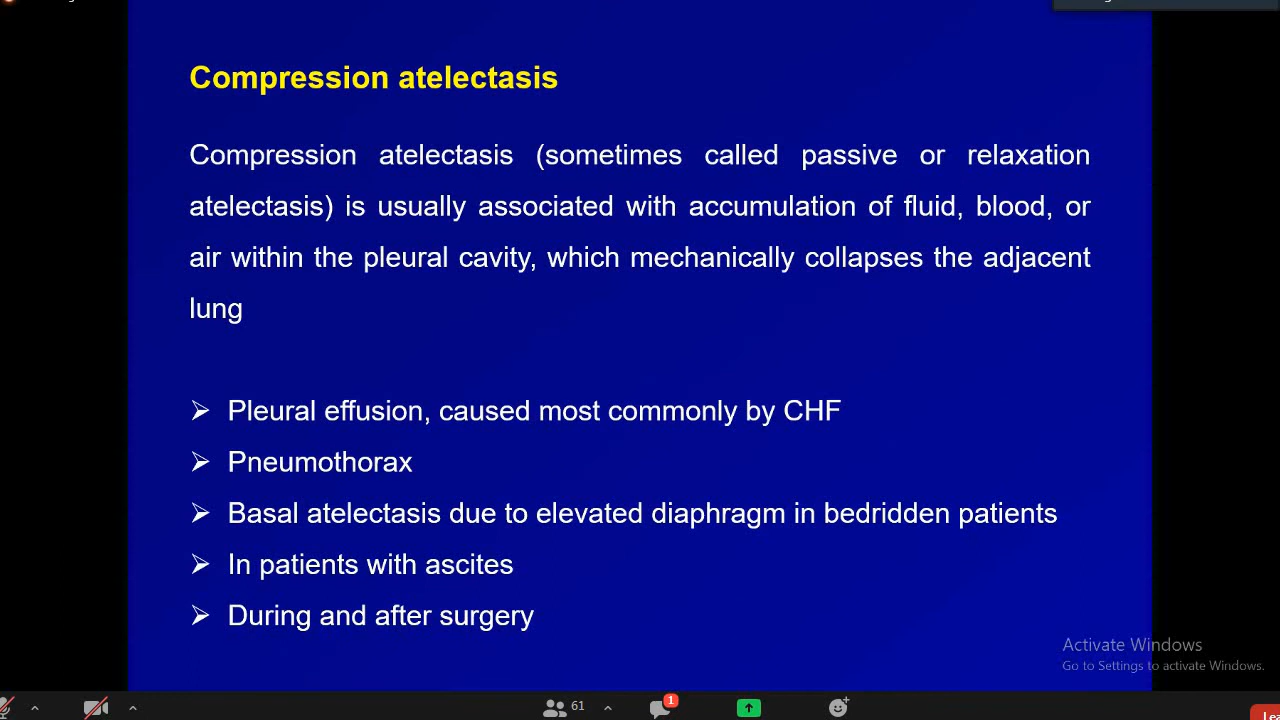 Compression atelectasis
Compression atelectasis (sometimes called passive or relaxation
atelectasis) is usually associated with accumulation of fluid, blood, or
air within the pleural cavity, which mechanically collapses the adjacent
lung
Pleural effusion, caused most commonly by CHF
Pneumothorax
Basal atelectasis due to elevated diaphragm in bedridden patients
In patients with ascites
During and after surgery
Activate Windows
Go to Settings to activate Windows.
61
1